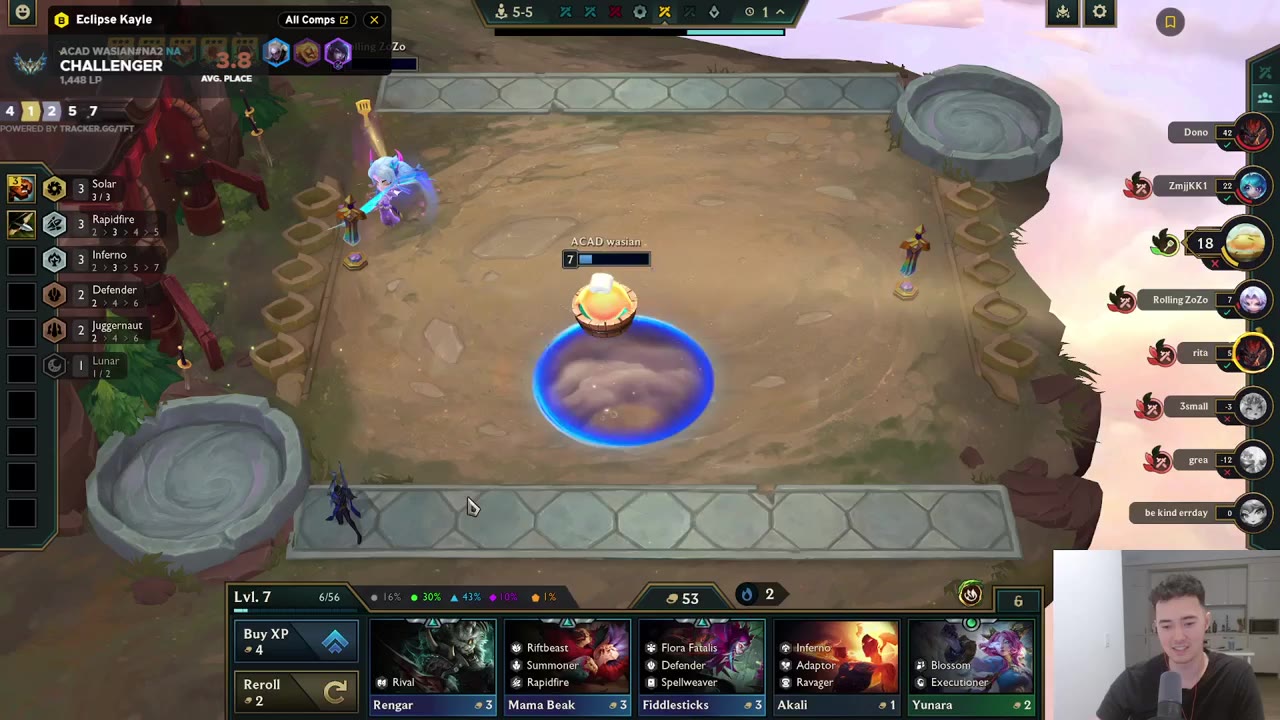 Eclipse Kayle
All Comps
ACAD WASIAN#NA2 NA
CHALLENGER
1,448 LP
3.8
AVG. PLACE
4 1 2 5 7
POWERED BY TRACKER.GG/TFT
5-5
1
3 Solar
3 / 3
3 Rapidfire
2 > 3 > 4 > 5
3 Inferno
2 > 3 > 5 > 7
2 Defender
2 > 4 > 6
2 Juggernaut
2 > 4 > 6
1 Lunar
1 / 2
ACAD wasian
7
Dono 42
ZmjjKK1 22
18
Rolling ZoZo 7
rita 5
3small -3
grea -12
be kind errday 0
Lvl. 7 6/56
16% 30% 43% 10% 1%
53
2
6
Buy XP
4
Reroll
2
Rival
Rengar 3
Riftbeast
Summoner
Rapidfire
Mama Beak 3
Flora Fatalis
Defender
Spellweaver
Fiddlesticks 3
Inferno
Adaptor
Ravager
Akali 1
Blossom
Executioner
Yunara 2